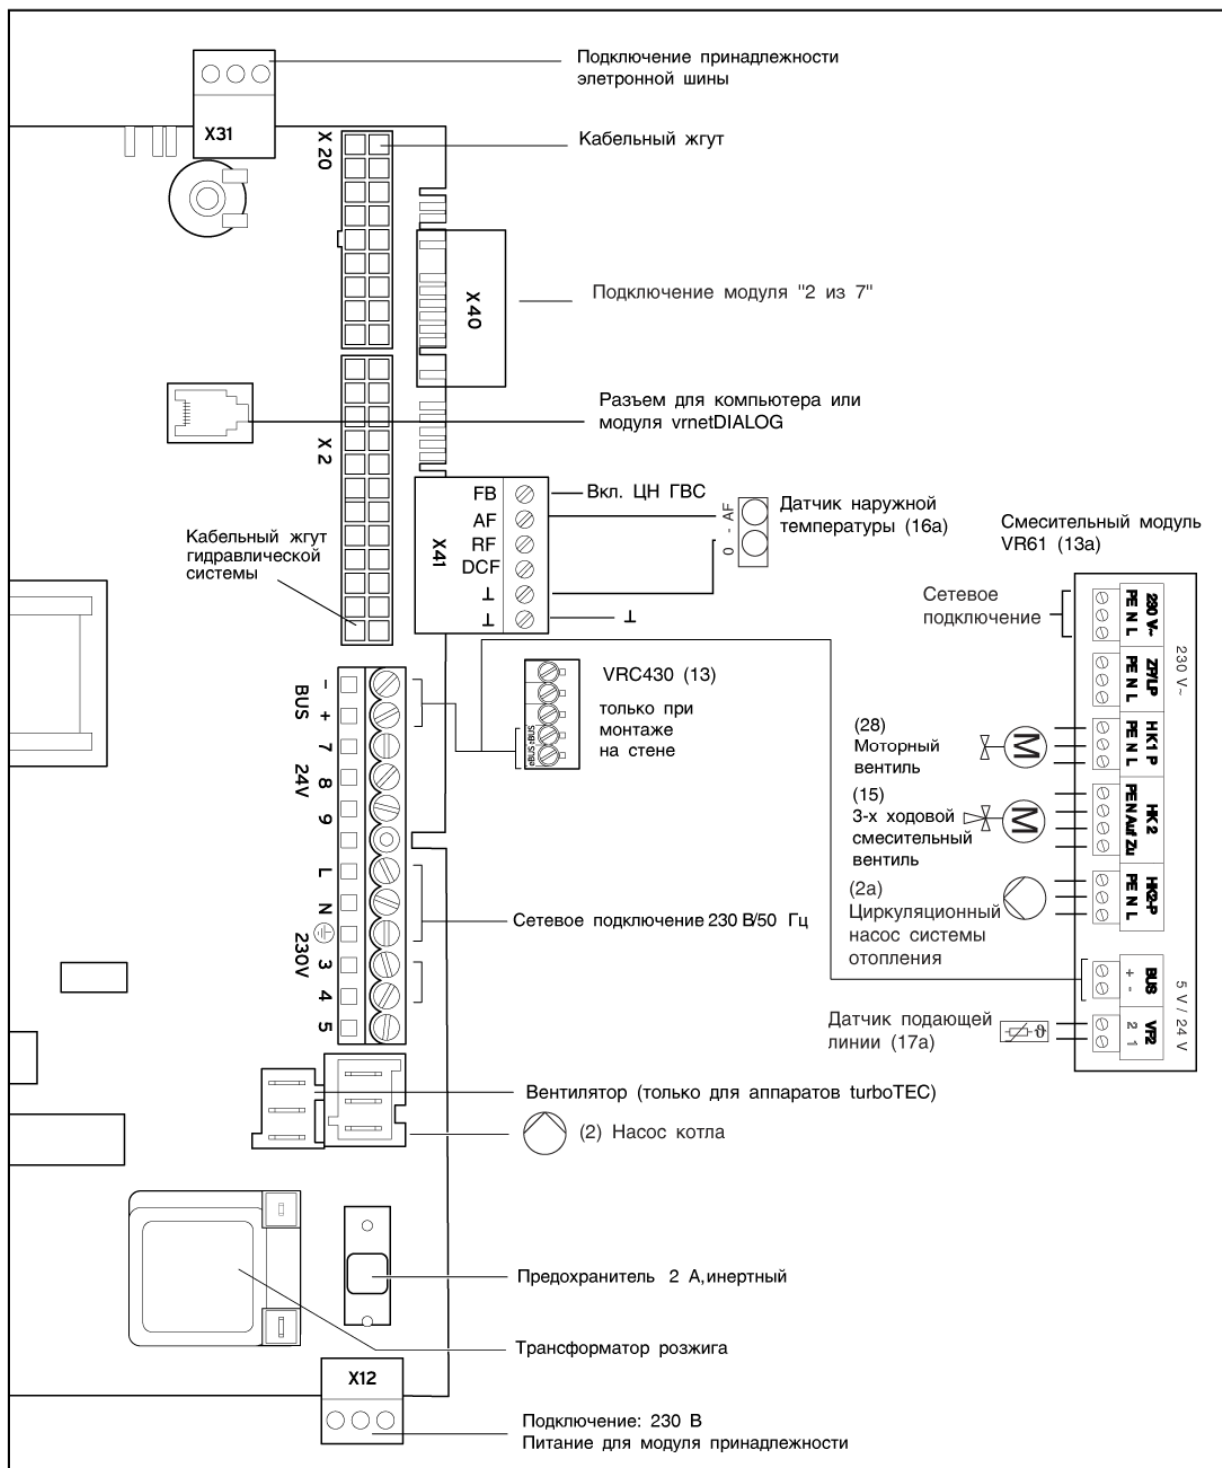 Подключение принадлежности
элетронной шины
X31
X 20
Кабельный жгут
X40
Подключение модуля "2 из 7"
Разъем для компьютера или
модуля vrnetDIALOG
X 2
Кабельный жгут
гидравлической
системы
X41
FB
AF
RF
DCF
⊥
⊥
Вкл. ЦН ГВС
⊥
0 - AF
Датчик наружной
температуры (16a)
Смесительный модуль
VR61 (13a)
Сетевое
подключение
230 V~
PE N L
230 V~
ZP/LP
PE N L
(28)
Моторный
вентиль
M
HK1 P
PE N L
(15)
3-х ходовой
смесительный
вентиль
M
HK 2
PE N Auf Zu
(2a)
Циркуляционный
насос системы
отопления
HK2-P
PE N L
BUS
+ -
5 V / 24 V
Датчик подающей
линии (17a)
ϑ
VF2
2 1
VRC430 (13)
только при
монтаже
на стене
eBUS +BUS
- +
BUS
7 8 9
24V
L N
230V
3 4 5
Сетевое подключение 230 В/50 Гц
Вентилятор (только для аппаратов turboTEC)
(2) Насос котла
Предохранитель 2 А,инертный
Трансформатор розжига
X12
Подключение: 230 В
Питание для модуля принадлежности